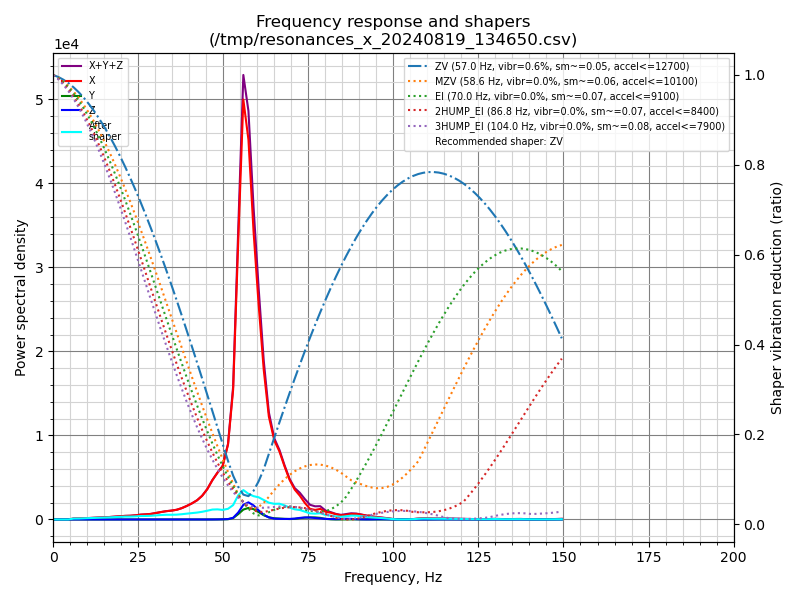 Frequency response and shapers
(/tmp/resonances_x_20240819_134650.csv)
1e4
X+Y+Z
X
Y
Z
After
shaper
ZV (57.0 Hz, vibr=0.6%, sm~=0.05, accel<=12700)
MZV (58.6 Hz, vibr=0.0%, sm~=0.06, accel<=10100)
EI (70.0 Hz, vibr=0.0%, sm~=0.07, accel<=9100)
2HUMP_EI (86.8 Hz, vibr=0.0%, sm~=0.07, accel<=8400)
3HUMP_EI (104.0 Hz, vibr=0.0%, sm~=0.08, accel<=7900)
Recommended shaper: ZV
Power spectral density
5
4
3
2
1
0
1.0
0.8
0.6
0.4
0.2
0.0
Shaper vibration reduction (ratio)
0 25 50 75 100 125 150 175 200
Frequency, Hz